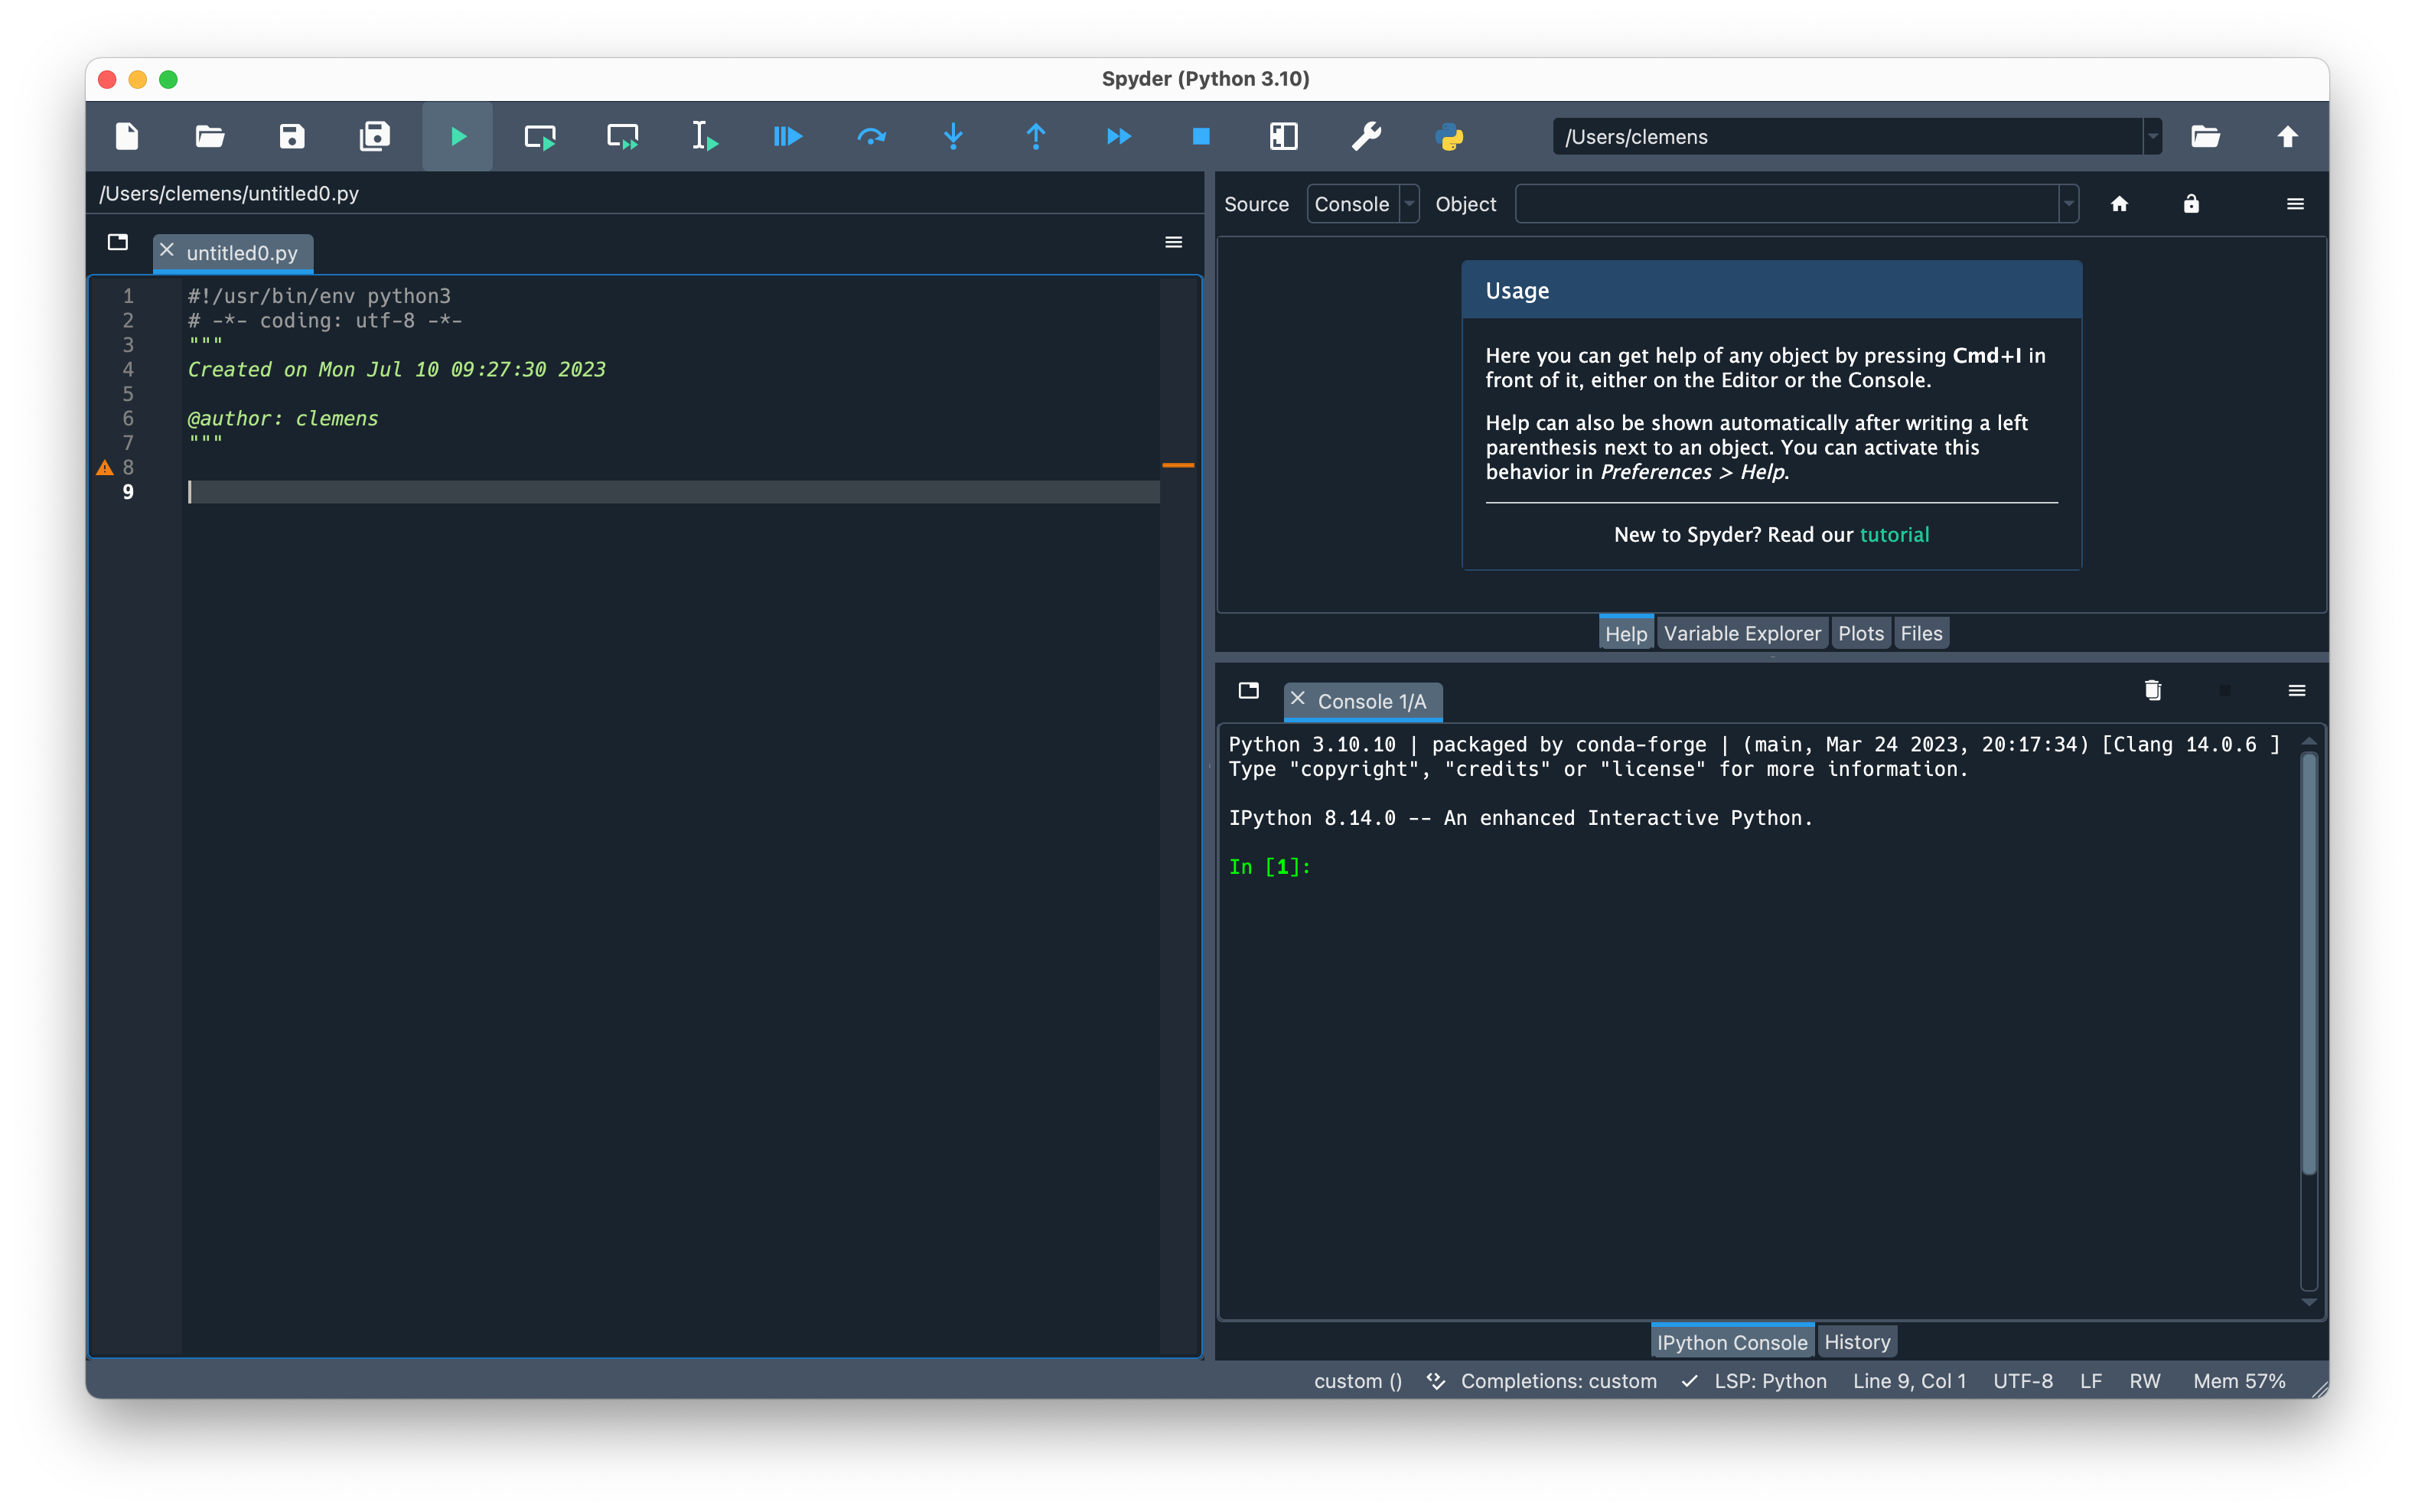 Spyder (Python 3.10)
/Users/clemens
/Users/clemens/untitled0.py
untitled0.py
1 #!/usr/bin/env python3
2 # -*- coding: utf-8 -*-
3 """
4 Created on Mon Jul 10 09:27:30 2023
5
6 @author: clemens
7 """
8
9
Source Console Object
Usage
Here you can get help of any object by pressing Cmd+I in
front of it, either on the Editor or the Console.
Help can also be shown automatically after writing a left
parenthesis next to an object. You can activate this
behavior in Preferences > Help.
New to Spyder? Read our tutorial
Help Variable Explorer Plots Files
Console 1/A
Python 3.10.10 | packaged by conda-forge | (main, Mar 24 2023, 20:17:34) [Clang 14.0.6 ]
Type "copyright", "credits" or "license" for more information.
IPython 8.14.0 -- An enhanced Interactive Python.
In [1]:
IPython Console History
custom () Completions: custom LSP: Python Line 9, Col 1 UTF-8 LF RW Mem 57%